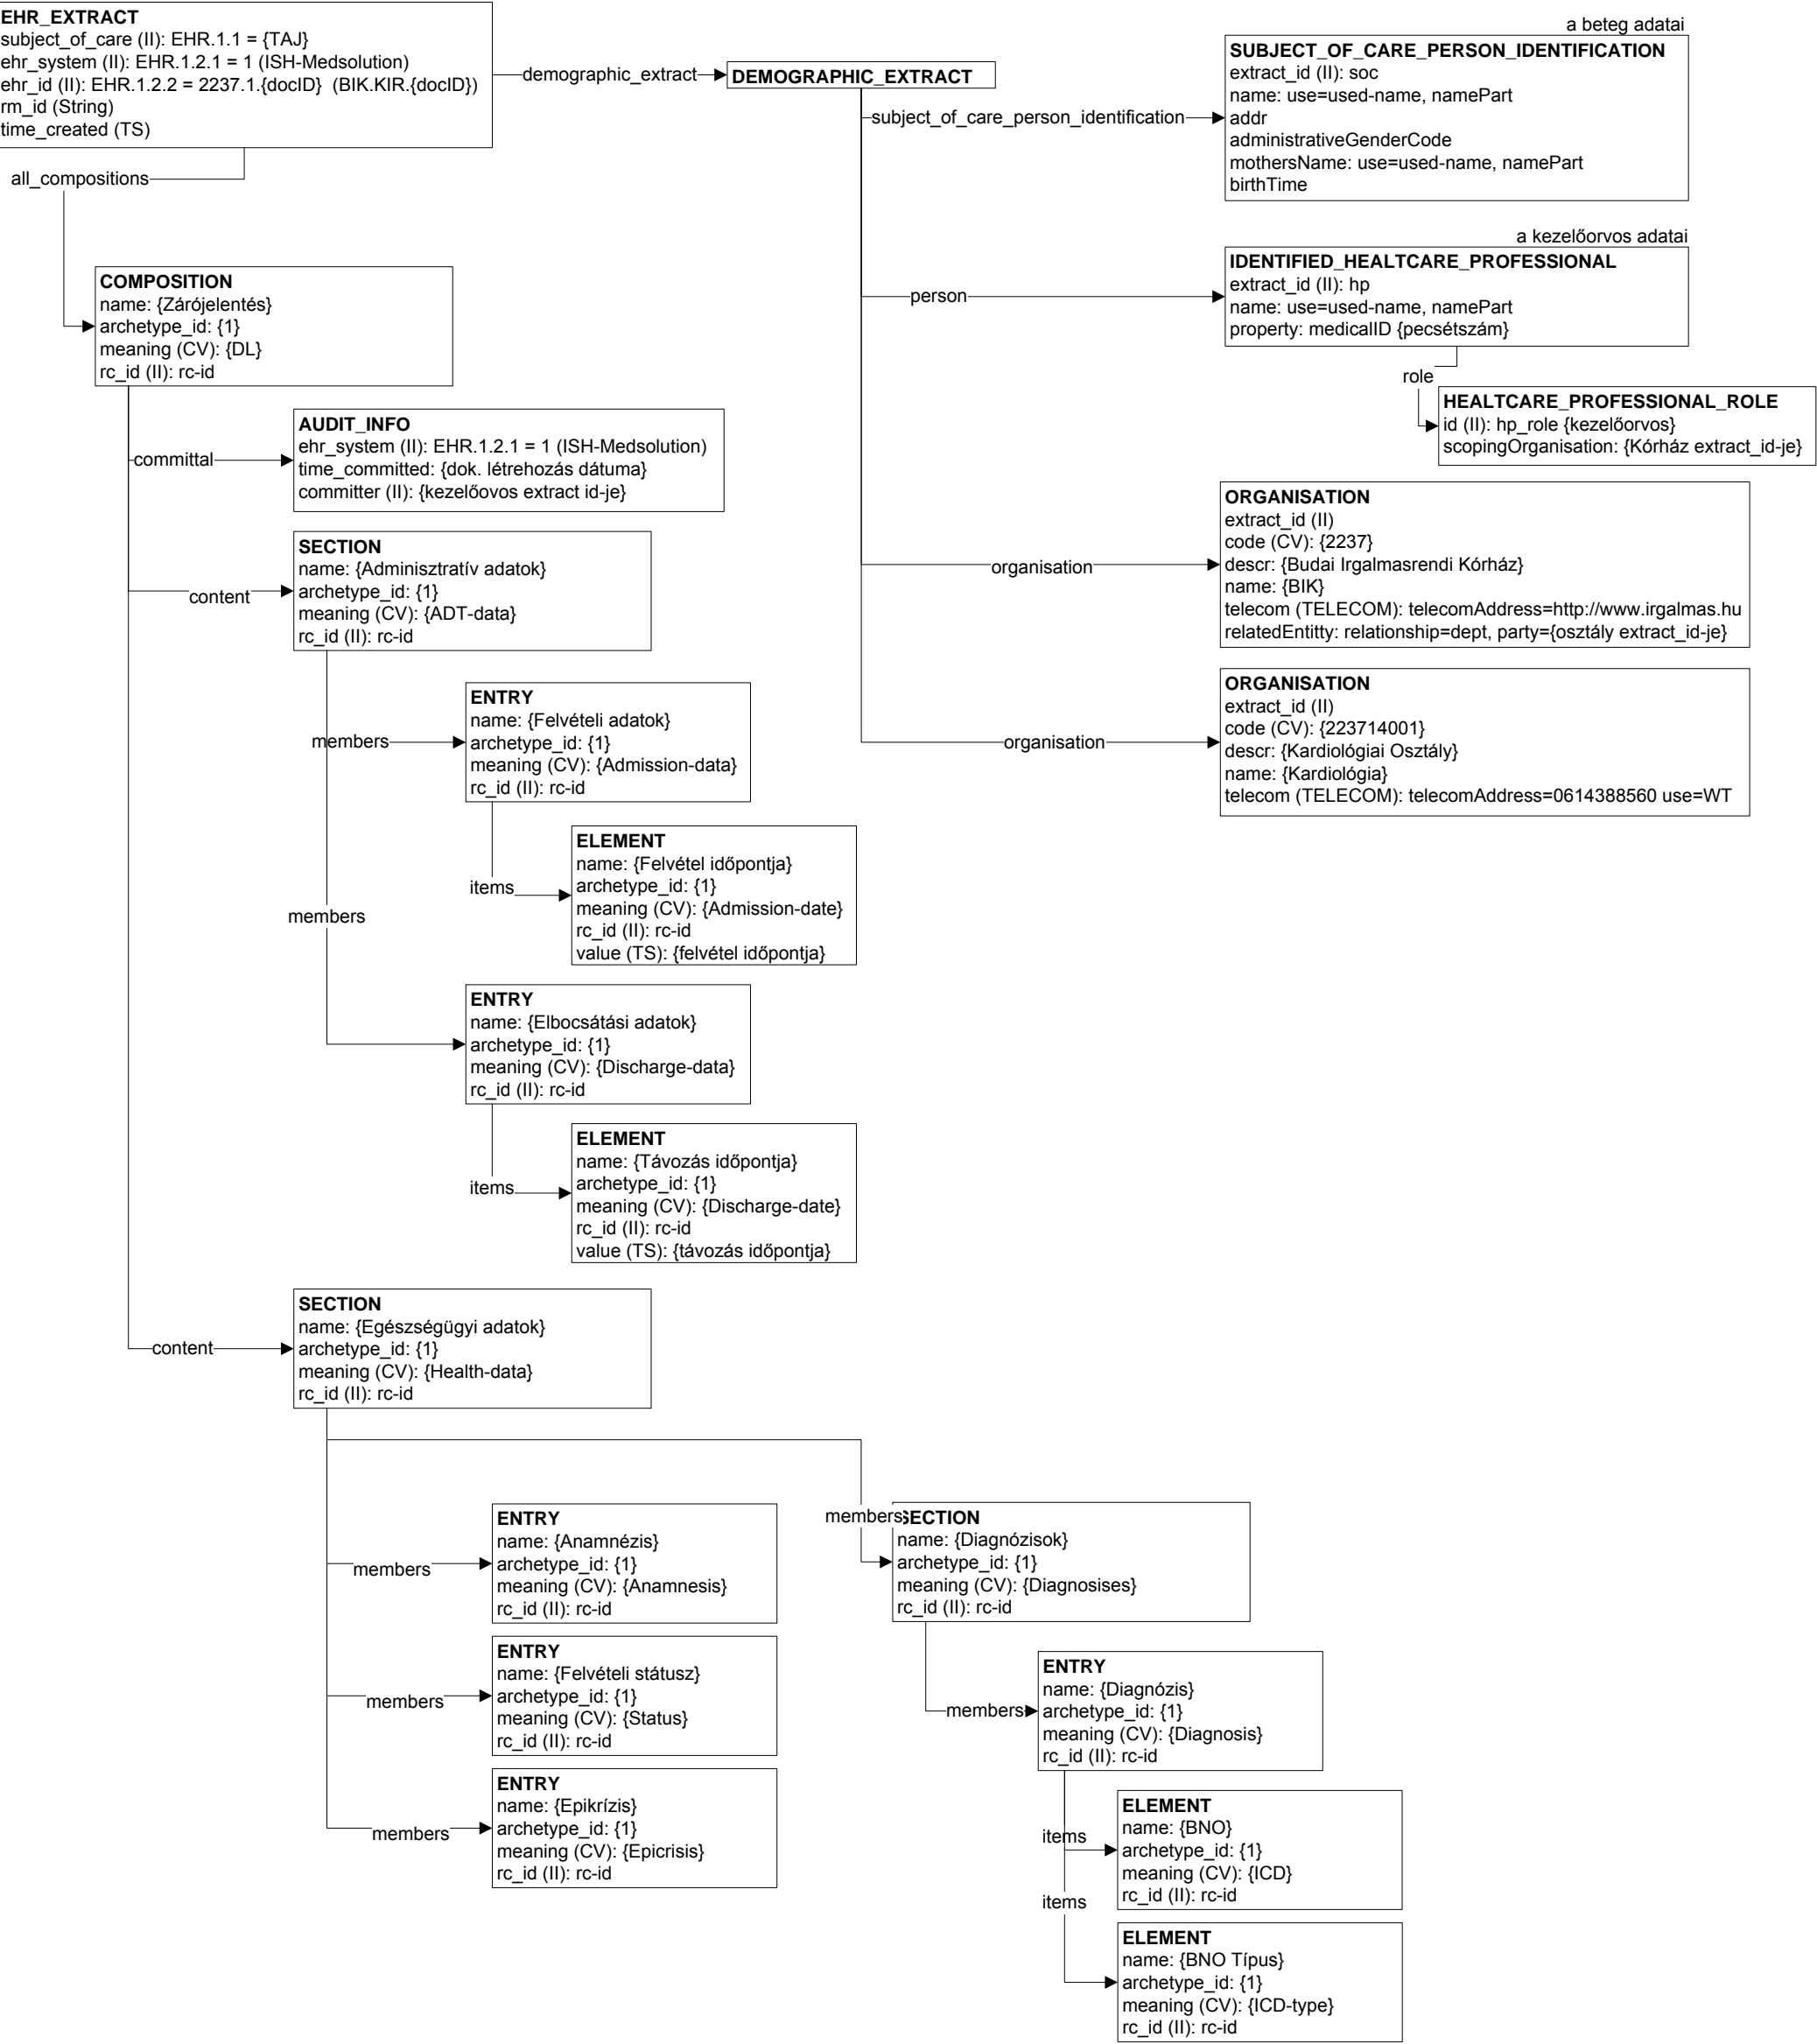 EHR_EXTRACT
subject_of_care (II): EHR.1.1 = {TAJ}
ehr_system (II): EHR.1.2.1 = 1 (ISH-Medsolution)
ehr_id (II): EHR.1.2.2 = 2237.1.{docID}  (BIK.KIR.{docID})
rm_id (String)
time_created (TS)
demographic_extract
DEMOGRAPHIC_EXTRACT
a beteg adatai
SUBJECT_OF_CARE_PERSON_IDENTIFICATION
extract_id (II): soc
name: use=used-name, namePart
addr
administrativeGenderCode
mothersName: use=used-name, namePart
birthTime
subject_of_care_person_identification
all_compositions
a kezelőorvos adatai
IDENTIFIED_HEALTCARE_PROFESSIONAL
extract_id (II): hp
name: use=used-name, namePart
property: medicalID {pecsétszám}
person
role
HEALTCARE_PROFESSIONAL_ROLE
id (II): hp_role {kezelőorvos}
scopingOrganisation: {Kórház extract_id-je}
COMPOSITION
name: {Zárójelentés}
archetype_id: {1}
meaning (CV): {DL}
rc_id (II): rc-id
committal
AUDIT_INFO
ehr_system (II): EHR.1.2.1 = 1 (ISH-Medsolution)
time_committed: {dok. létrehozás dátuma}
committer (II): {kezelőovos extract id-je}
organisation
ORGANISATION
extract_id (II)
code (CV): {2237}
descr: {Budai Irgalmasrendi Kórház}
name: {BIK}
telecom (TELECOM): telecomAddress=http://www.irgalmas.hu
relatedEntitty: relationship=dept, party={osztály extract_id-je}
content
SECTION
name: {Adminisztratív adatok}
archetype_id: {1}
meaning (CV): {ADT-data}
rc_id (II): rc-id
organisation
ORGANISATION
extract_id (II)
code (CV): {223714001}
descr: {Kardiológiai Osztály}
name: {Kardiológia}
telecom (TELECOM): telecomAddress=0614388560 use=WT
members
ENTRY
name: {Felvételi adatok}
archetype_id: {1}
meaning (CV): {Admission-data}
rc_id (II): rc-id
items
ELEMENT
name: {Felvétel időpontja}
archetype_id: {1}
meaning (CV): {Admission-date}
rc_id (II): rc-id
value (TS): {felvétel időpontja}
members
ENTRY
name: {Elbocsátási adatok}
archetype_id: {1}
meaning (CV): {Discharge-data}
rc_id (II): rc-id
items
ELEMENT
name: {Távozás időpontja}
archetype_id: {1}
meaning (CV): {Discharge-date}
rc_id (II): rc-id
value (TS): {távozás időpontja}
content
SECTION
name: {Egészségügyi adatok}
archetype_id: {1}
meaning (CV): {Health-data}
rc_id (II): rc-id
members
ENTRY
name: {Anamnézis}
archetype_id: {1}
meaning (CV): {Anamnesis}
rc_id (II): rc-id
members
ENTRY
name: {Felvételi státusz}
archetype_id: {1}
meaning (CV): {Status}
rc_id (II): rc-id
members
ENTRY
name: {Epikrízis}
archetype_id: {1}
meaning (CV): {Epicrisis}
rc_id (II): rc-id
members
SECTION
name: {Diagnózisok}
archetype_id: {1}
meaning (CV): {Diagnosises}
rc_id (II): rc-id
members
ENTRY
name: {Diagnózis}
archetype_id: {1}
meaning (CV): {Diagnosis}
rc_id (II): rc-id
items
ELEMENT
name: {BNO}
archetype_id: {1}
meaning (CV): {ICD}
rc_id (II): rc-id
items
ELEMENT
name: {BNO Típus}
archetype_id: {1}
meaning (CV): {ICD-type}
rc_id (II): rc-id